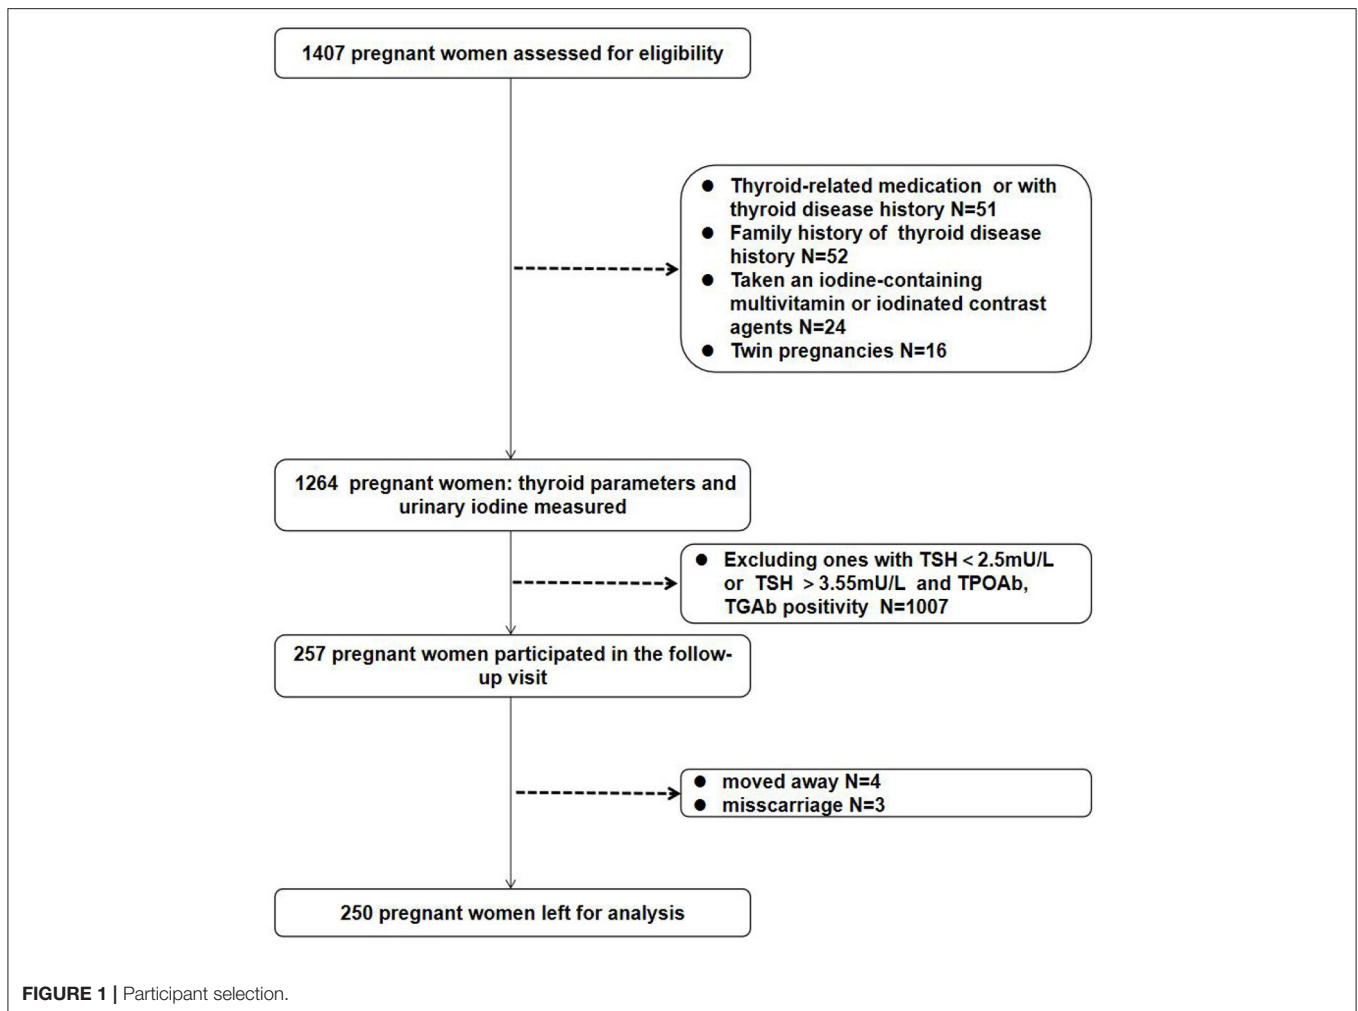 1407 pregnant women assessed for eligibility
● Thyroid-related medication or with
thyroid disease history N=51
● Family history of thyroid disease
history N=52
● Taken an iodine-containing
multivitamin or iodinated contrast
agents N=24
● Twin pregnancies N=16
1264 pregnant women: thyroid parameters and
urinary iodine measured
● Excluding ones with TSH < 2.5mU/L
or TSH > 3.55mU/L and TPOAb,
TGAb positivity N=1007
257 pregnant women participated in the follow-
up visit
● moved away N=4
● misscarriage N=3
250 pregnant women left for analysis
FIGURE 1 | Participant selection.